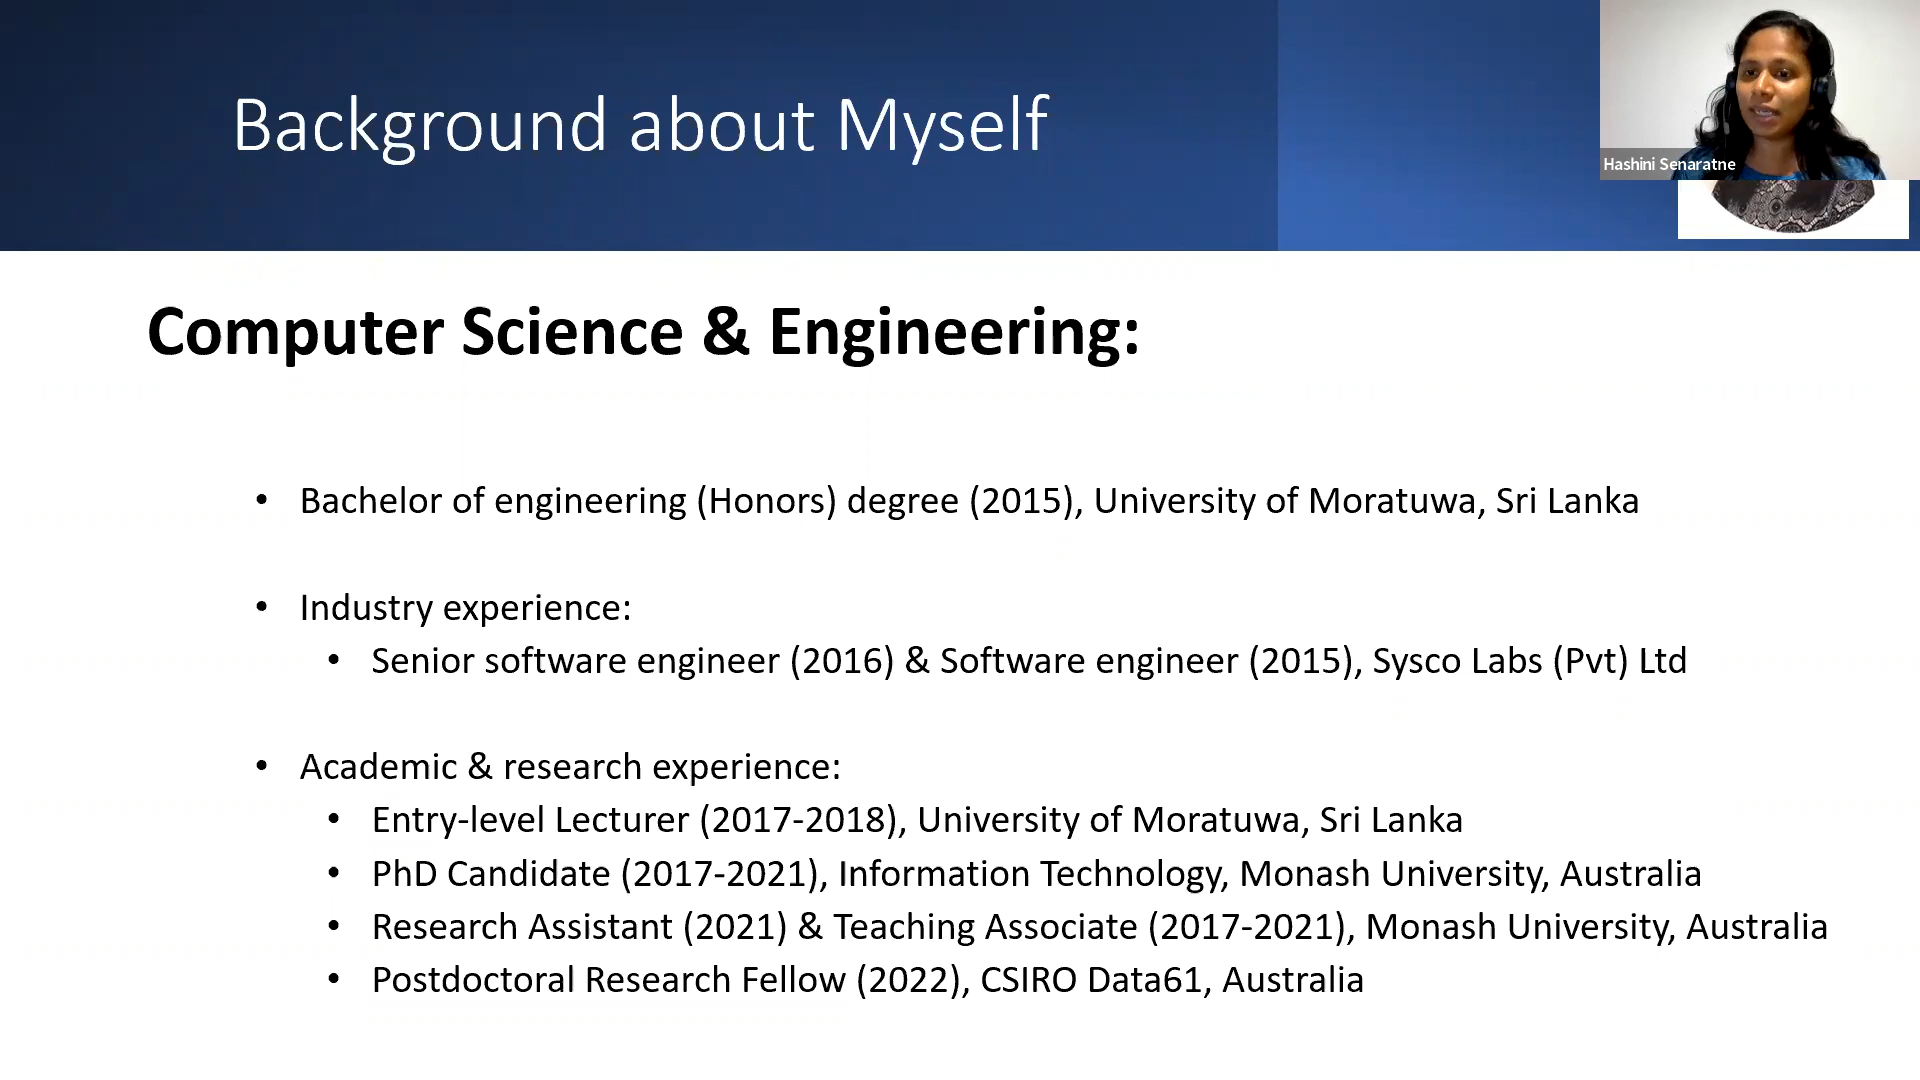 Background about Myself
Hashini Senaratne
Computer Science & Engineering:
• Bachelor of engineering (Honors) degree (2015), University of Moratuwa, Sri Lanka
• Industry experience:
• Senior software engineer (2016) & Software engineer (2015), Sysco Labs (Pvt) Ltd
• Academic & research experience:
• Entry-level Lecturer (2017-2018), University of Moratuwa, Sri Lanka
• PhD Candidate (2017-2021), Information Technology, Monash University, Australia
• Research Assistant (2021) & Teaching Associate (2017-2021), Monash University, Australia
• Postdoctoral Research Fellow (2022), CSIRO Data61, Australia